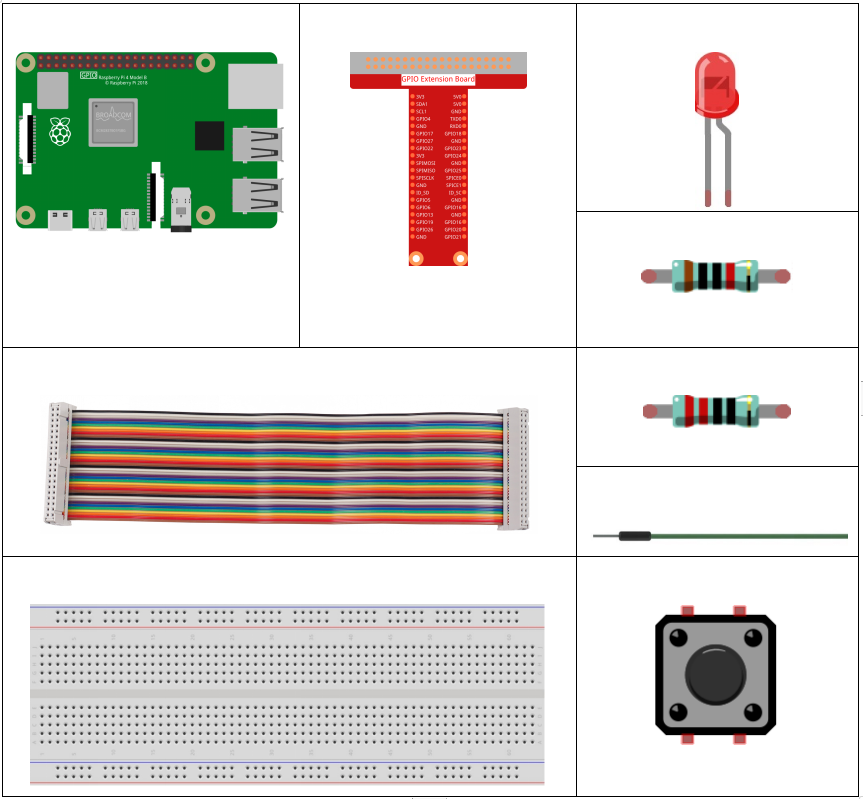 GPIO
Raspberry Pi 4 Model B
© Raspberry Pi 2018
BROADCOM
GPIO Extension Board
3V3 5V0
SDA1 5V0
SCL1 GND
GPIO4 TXD0
GND RXD0
GPIO17 GPIO18
GPIO27 GND
GPIO22 GPIO23
3V3 GPIO24
SPIMOSI GND
SPIMISO GPIO25
SPISCLK SPICE0
GND SPICE1
ID_SD ID_SC
GPIO5 GND
GPIO6 GPIO16
GPIO13 GND
GPIO19 GPIO16
GPIO26 GPIO20
GND GPIO21